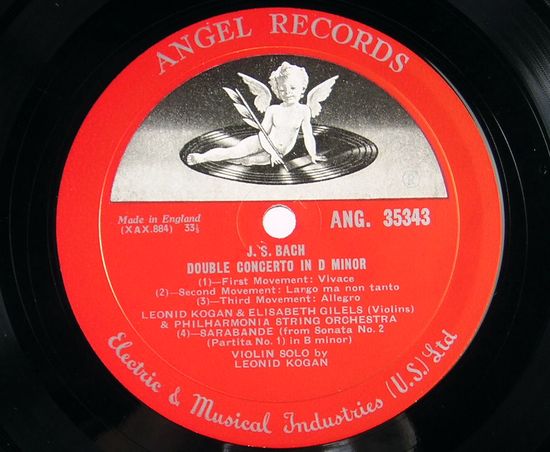 ANGEL RECORDS
Made in England
(XAX.884) 33⅓
ANG. 35343
J. S. BACH
DOUBLE CONCERTO IN D MINOR
(1)—First Movement: Vivace
(2)—Second Movement: Largo ma non tanto
(3)—Third Movement: Allegro
LEONID KOGAN & ELISABETH GILELS (Violins)
& PHILHARMONIA STRING ORCHESTRA
(4)—SARABANDE (from Sonata No. 2
(Partita No. 1) in B minor)
VIOLIN SOLO by
LEONID KOGAN
Electric & Musical Industries (U.S.) Ltd